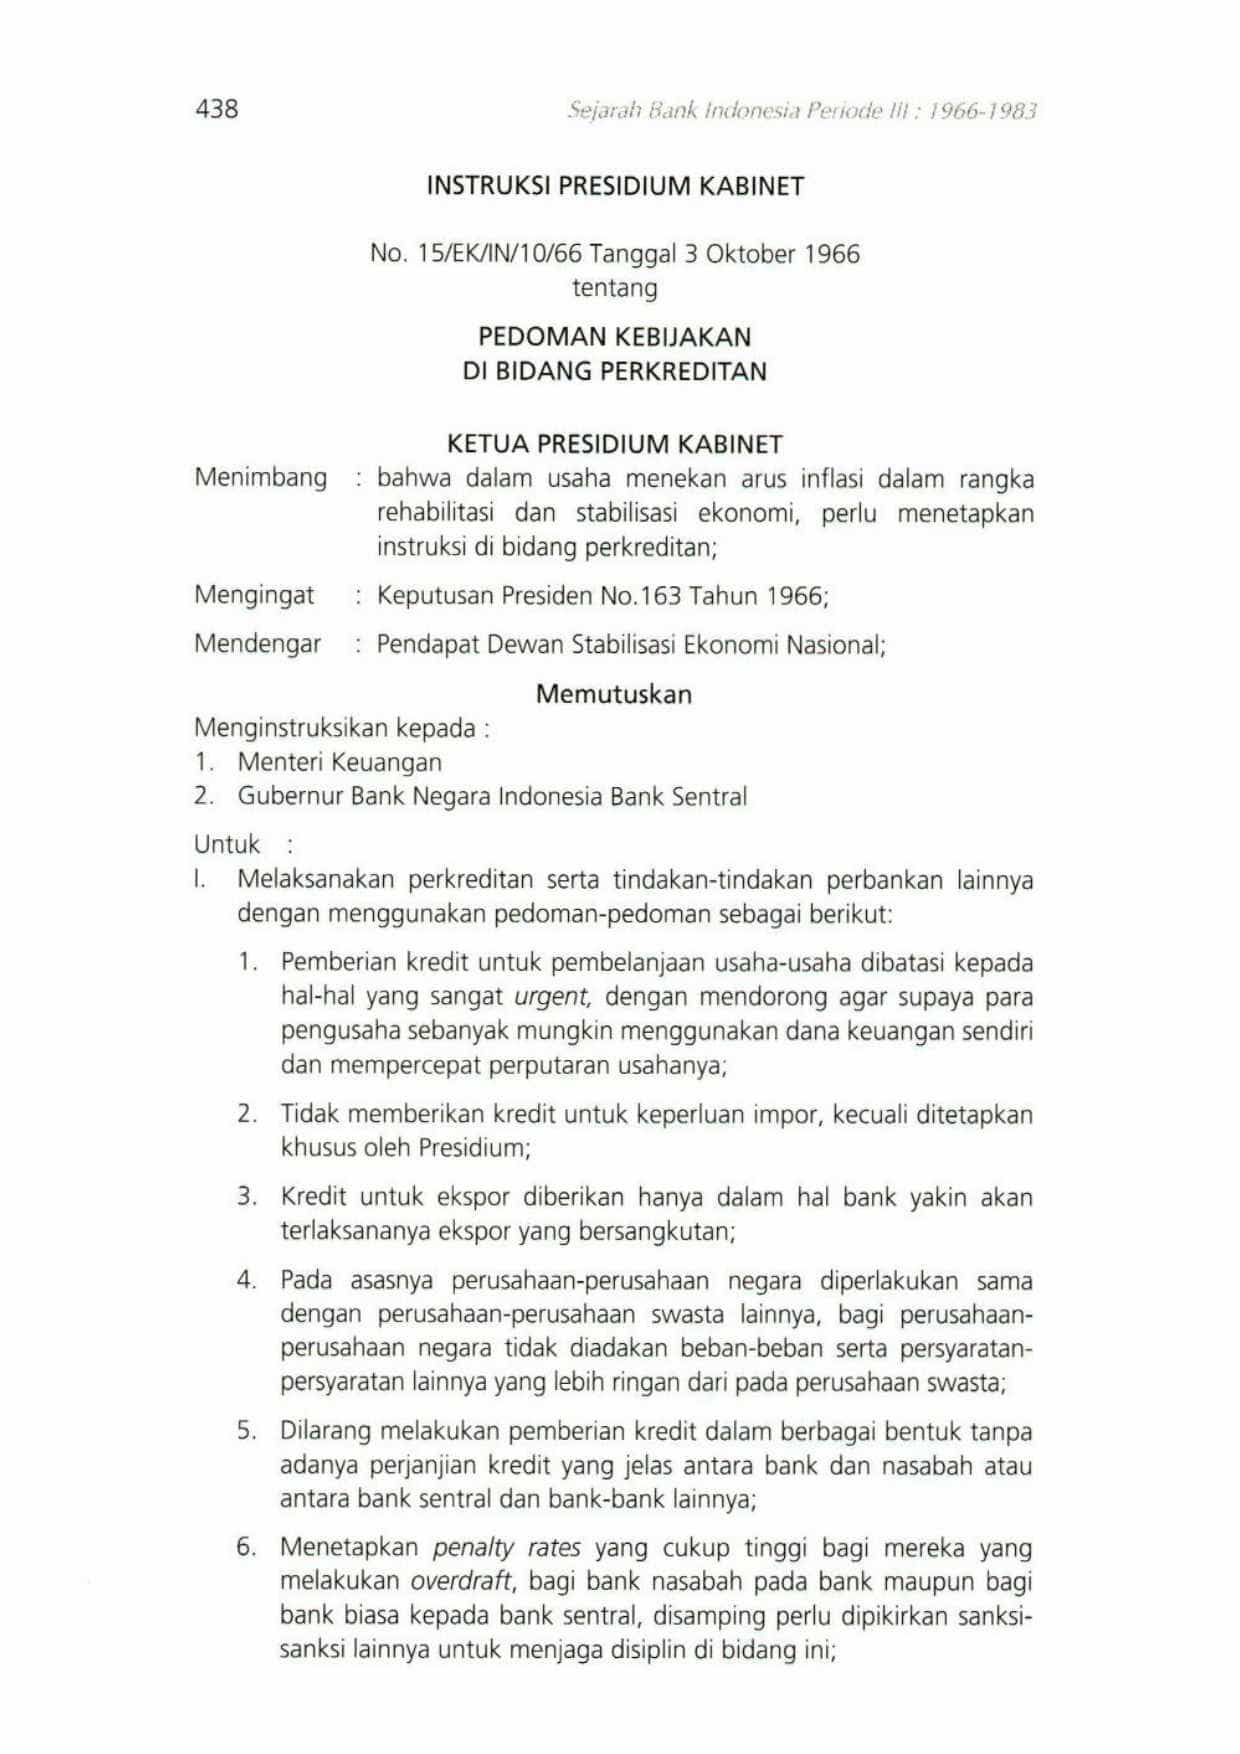 438
Sejarah Bank Indonesia Periode III : 1966-1983
INSTRUKSI PRESIDIUM KABINET
No. 15/EK/IN/10/66 Tanggal 3 Oktober 1966
tentang
PEDOMAN KEBIJAKAN
DI BIDANG PERKREDITAN
KETUA PRESIDIUM KABINET
Menimbang : bahwa dalam usaha menekan arus inflasi dalam rangka
rehabilitasi dan stabilisasi ekonomi, perlu menetapkan
instruksi di bidang perkreditan;
Mengingat : Keputusan Presiden No.163 Tahun 1966;
Mendengar : Pendapat Dewan Stabilisasi Ekonomi Nasional;
Memutuskan
Menginstruksikan kepada :
1. Menteri Keuangan
2. Gubernur Bank Negara Indonesia Bank Sentral
Untuk :
I. Melaksanakan perkreditan serta tindakan-tindakan perbankan lainnya
dengan menggunakan pedoman-pedoman sebagai berikut:
1. Pemberian kredit untuk pembelanjaan usaha-usaha dibatasi kepada
hal-hal yang sangat urgent, dengan mendorong agar supaya para
pengusaha sebanyak mungkin menggunakan dana keuangan sendiri
dan mempercepat perputaran usahanya;
2. Tidak memberikan kredit untuk keperluan impor, kecuali ditetapkan
khusus oleh Presidium;
3. Kredit untuk ekspor diberikan hanya dalam hal bank yakin akan
terlaksananya ekspor yang bersangkutan;
4. Pada asasnya perusahaan-perusahaan negara diperlakukan sama
dengan perusahaan-perusahaan swasta lainnya, bagi perusahaan-
perusahaan negara tidak diadakan beban-beban serta persyaratan-
persyaratan lainnya yang lebih ringan dari pada perusahaan swasta;
5. Dilarang melakukan pemberian kredit dalam berbagai bentuk tanpa
adanya perjanjian kredit yang jelas antara bank dan nasabah atau
antara bank sentral dan bank-bank lainnya;
6. Menetapkan penalty rates yang cukup tinggi bagi mereka yang
melakukan overdraft, bagi bank nasabah pada bank maupun bagi
bank biasa kepada bank sentral, disamping perlu dipikirkan sanksi-
sanksi lainnya untuk menjaga disiplin di bidang ini;